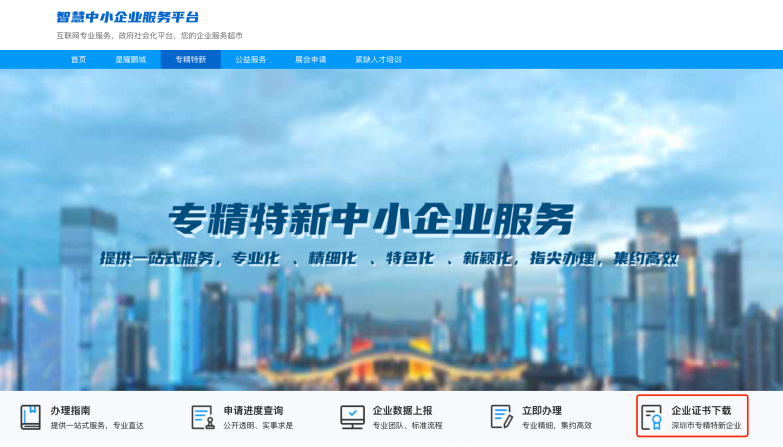 智慧中小企业服务平台
互联网专业服务，政府社会化平台，您的企业服务超市
首页 星耀鹏城 专精特新 公益服务 展会申请 紧缺人才培训
专精特新中小企业服务
提供一站式服务，专业化 、精细化 、特色化 、新颖化，指尖办理，集约高效
办理指南
提供一站式服务，专业直达
申请进度查询
公开透明、实事求是
企业数据上报
专业团队、标准流程
立即办理
专业精细，集约高效
企业证书下载
深圳市专精特新企业